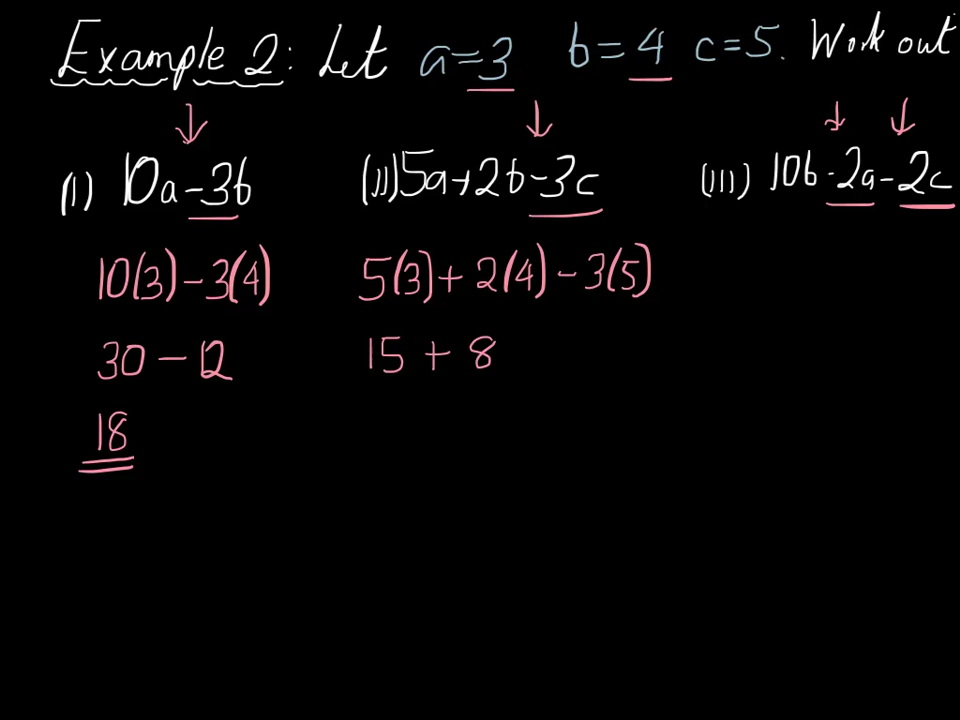 Example 2: Let a=3 b=4 c=5. Work out
(I) 10a-3b (II) 5a+2b-3c (III) 10b-2a-2c
10(3)-3(4) 5(3)+2(4)-3(5)
30-12 15+8
18